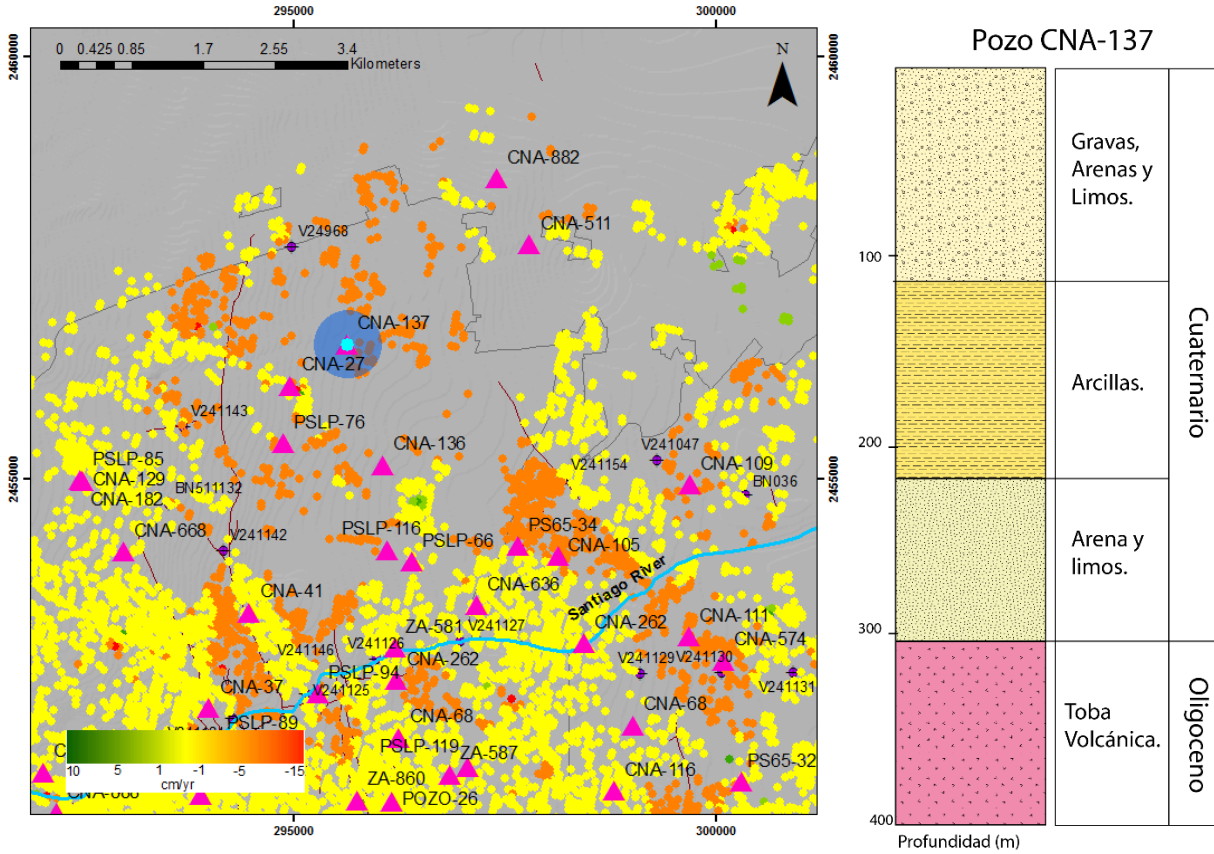 295000
300000
2460000
2460000
0 0.425 0.85 1.7 2.55 3.4
Kilometers
N
CNA-882
CNA-511
V24968
CNA-137
CNA-27
V241143
PSLP-76
CNA-136
V241047
V241154
CNA-109
PSLP-85
CNA-129
CNA-182
BN511132
BN036
2455000
2455000
CNA-668
V241142
PSLP-116
PSLP-66
PS65-34
CNA-105
CNA-41
CNA-636
Santiago River
CNA-111
ZA-581
V241127
CNA-262
CNA-574
V241126
V241146
CNA-262
V241129
V241130
PSLP-94
V241125
V241131
CNA-37
PSLP-89
CNA-68
CNA-68
PSLP-119
ZA-587
PS65-32
ZA-860
CNA-116
POZO-26
10 5 1 -1 -5 -15
cm/yr
295000
300000
Pozo CNA-137
Gravas,
Arenas y
Limos.
100
Arcillas.
200
Arena y
limos.
300
Toba
Volcánica.
400
Cuaternario
Oligoceno
Profundidad (m)